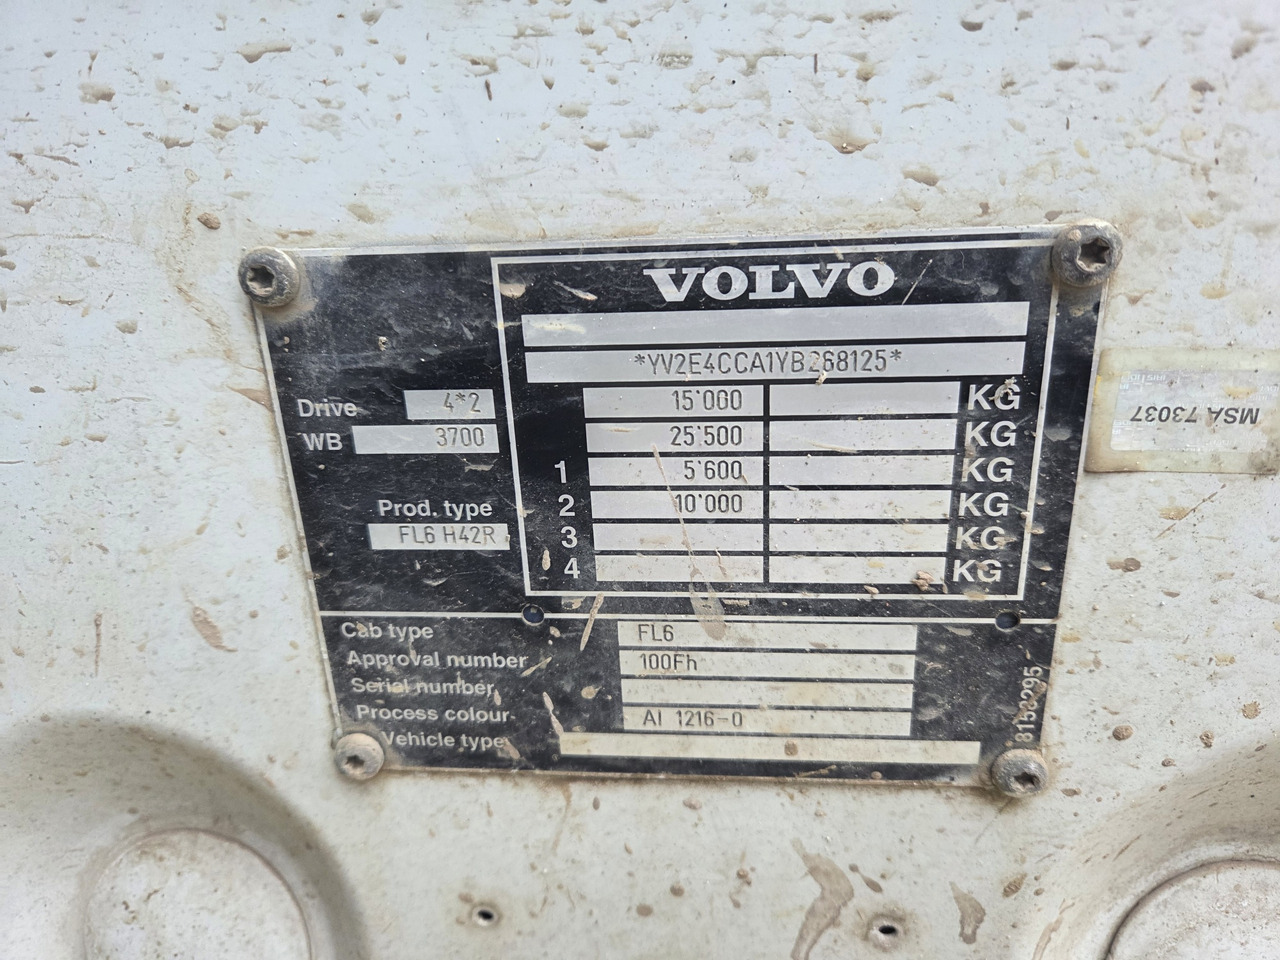 VOLVO
*YV2E4CCA1YB268125*
Drive 4*2
WB 3700
15'000 KG
25'500 KG
1 5'600 KG
2 10'000 KG
3 KG
4 KG
Prod. type
FL6 H42R
Cab type FL6
Approval number 100Fh
Serial number
Process colour AI 1216-0
Vehicle type
MSA 73037